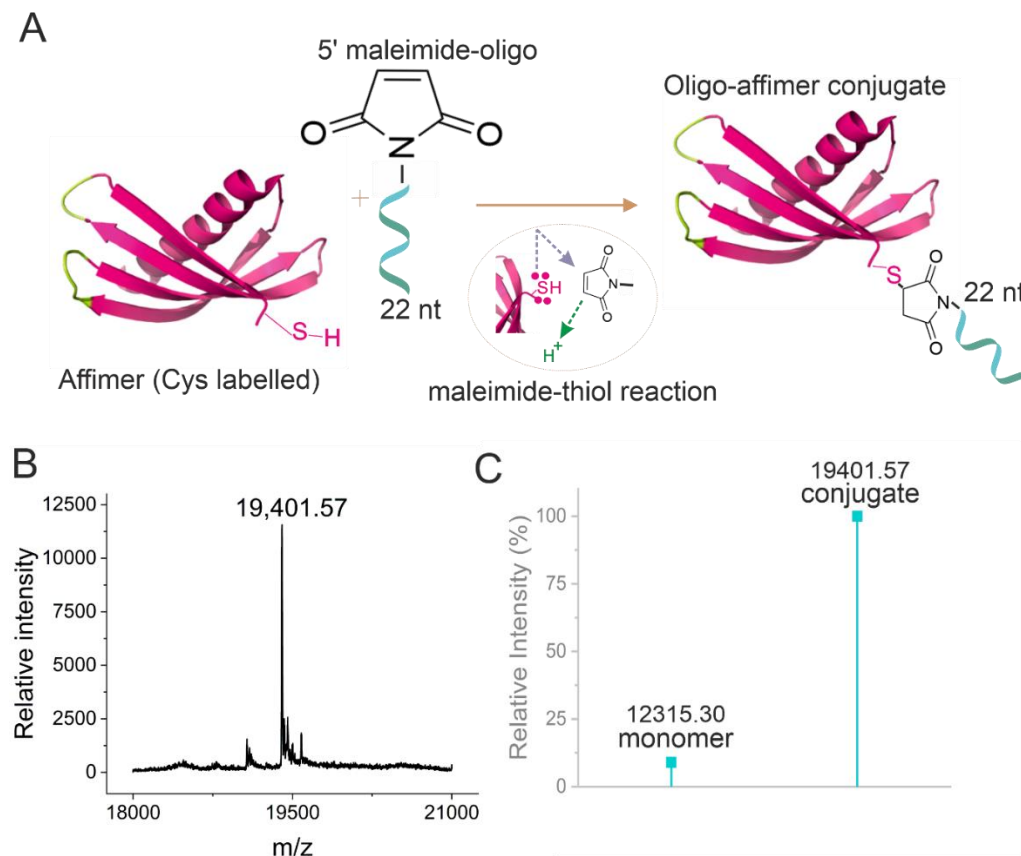 A
5' maleimide-oligo
O
O
N
+
22 nt
S-H
Affimer (Cys labelled)
SH
O
N
O
H+
maleimide-thiol reaction
Oligo-affimer conjugate
S
O
N
O
22 nt
B
19,401.57
Relative intensity
12500
10000
7500
5000
2500
0
18000
19500
21000
m/z
C
19401.57
conjugate
12315.30
monomer
Relative Intensity (%)
100
75
50
25
0